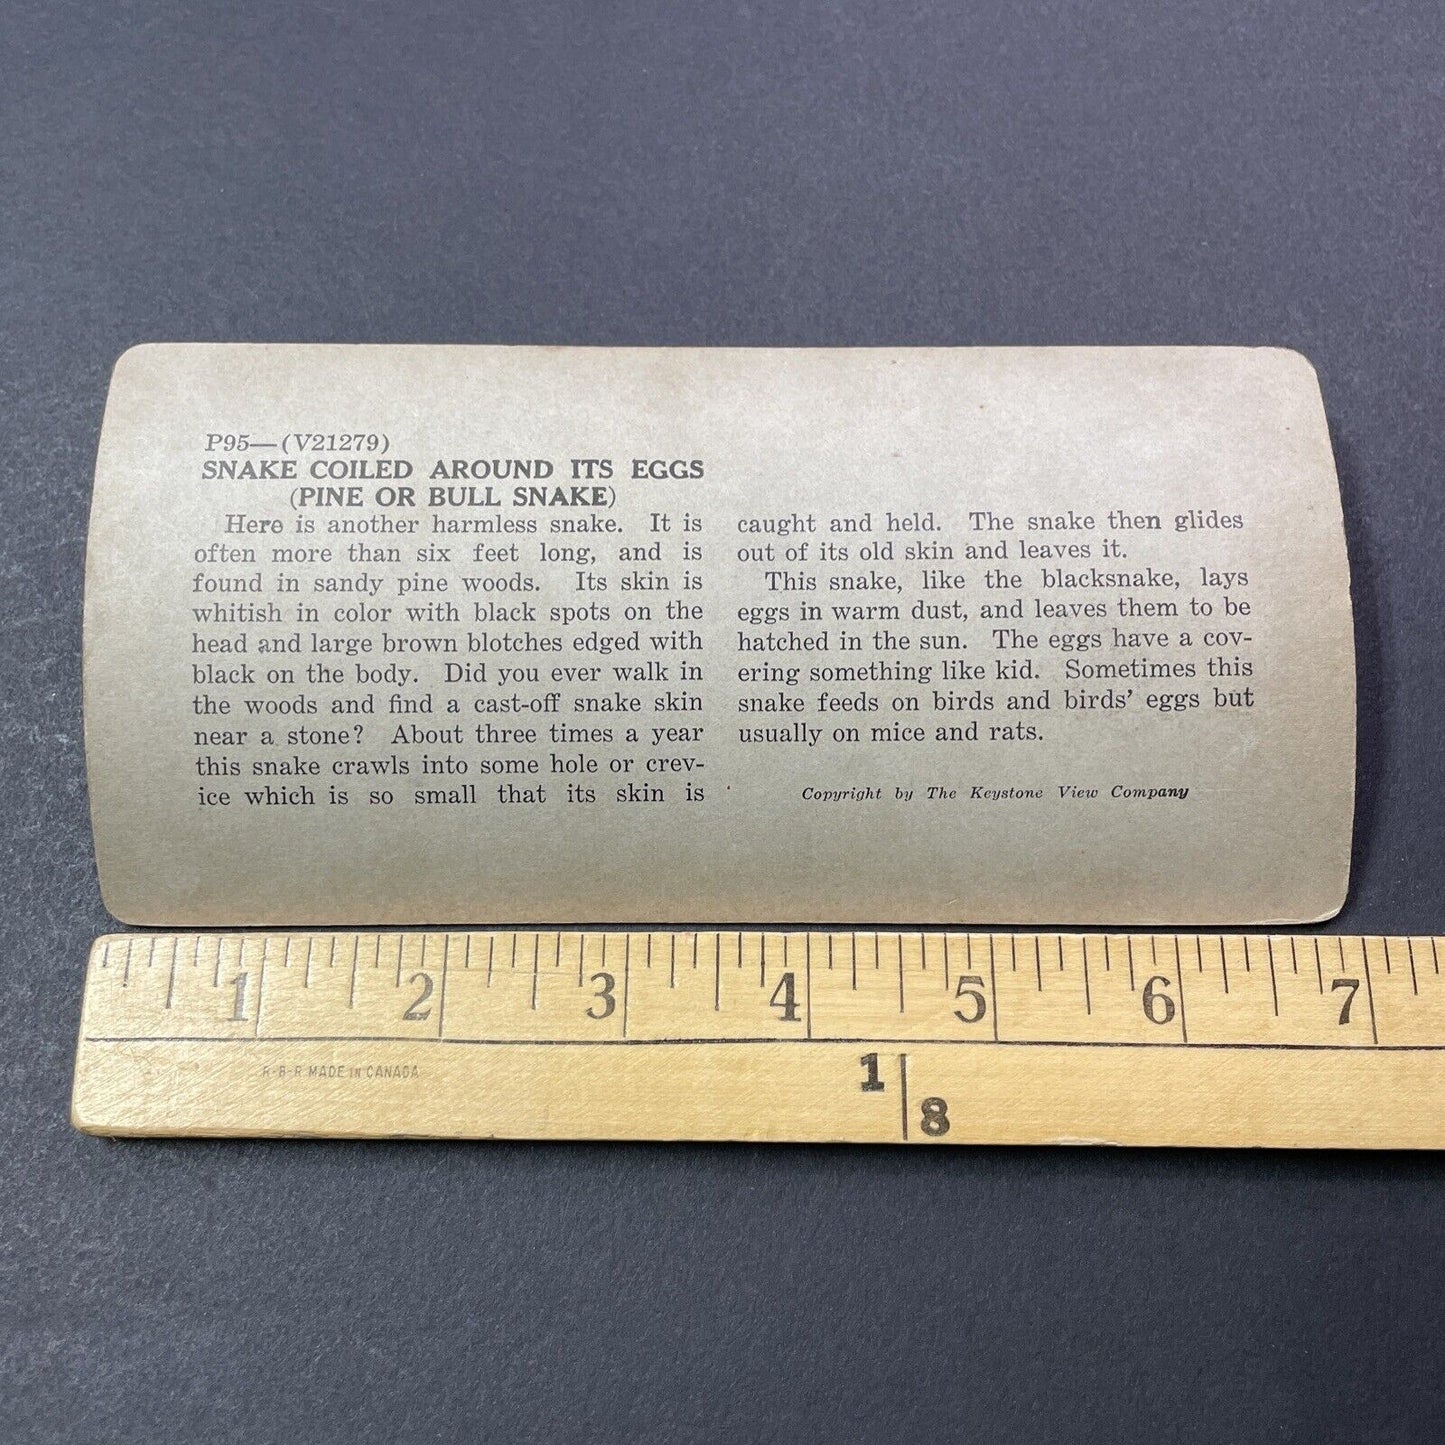 P95—(V21279)
SNAKE COILED AROUND ITS EGGS
(PINE OR BULL SNAKE)
Here is another harmless snake. It is
often more than six feet long, and is
found in sandy pine woods. Its skin is
whitish in color with black spots on the
head and large brown blotches edged with
black on the body. Did you ever walk in
the woods and find a cast-off snake skin
near a stone? About three times a year
this snake crawls into some hole or crev-
ice which is so small that its skin is
caught and held. The snake then glides
out of its old skin and leaves it.
This snake, like the blacksnake, lays
eggs in warm dust, and leaves them to be
hatched in the sun. The eggs have a cov-
ering something like kid. Sometimes this
snake feeds on birds and birds' eggs but
usually on mice and rats.
Copyright by The Keystone View Company
1 2 3 4 5 6 7
R-B-R MADE IN CANADA
1
8